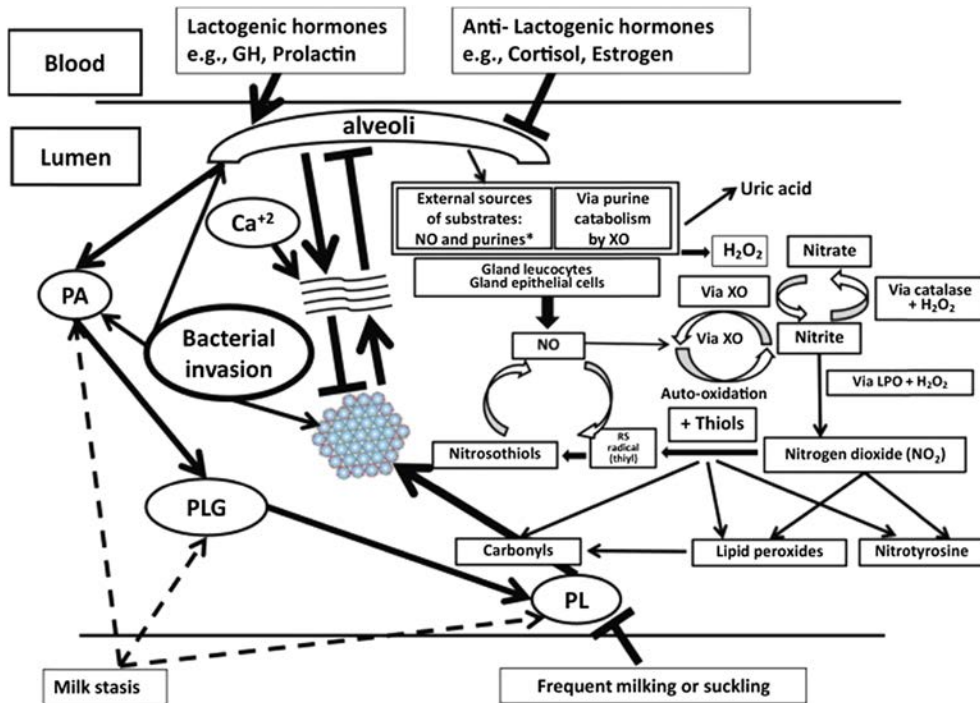 Blood
Lactogenic hormones
e.g., GH, Prolactin
Anti- Lactogenic hormones
e.g., Cortisol, Estrogen
Lumen
alveoli
Ca+2
External sources
of substrates:
NO and purines*
Via purine
catabolism
by XO
Uric acid
H2O2
Nitrate
Gland leucocytes
Gland epithelial cells
PA
Via XO
Via catalase
+ H2O2
Bacterial
invasion
NO
Via XO
Nitrite
Auto-oxidation
Via LPO + H2O2
+ Thiols
Nitrosothiols
RS
radical
(thiyl)
Nitrogen dioxide (NO2)
PLG
Carbonyls
Lipid peroxides
Nitrotyrosine
PL
Milk stasis
Frequent milking or suckling